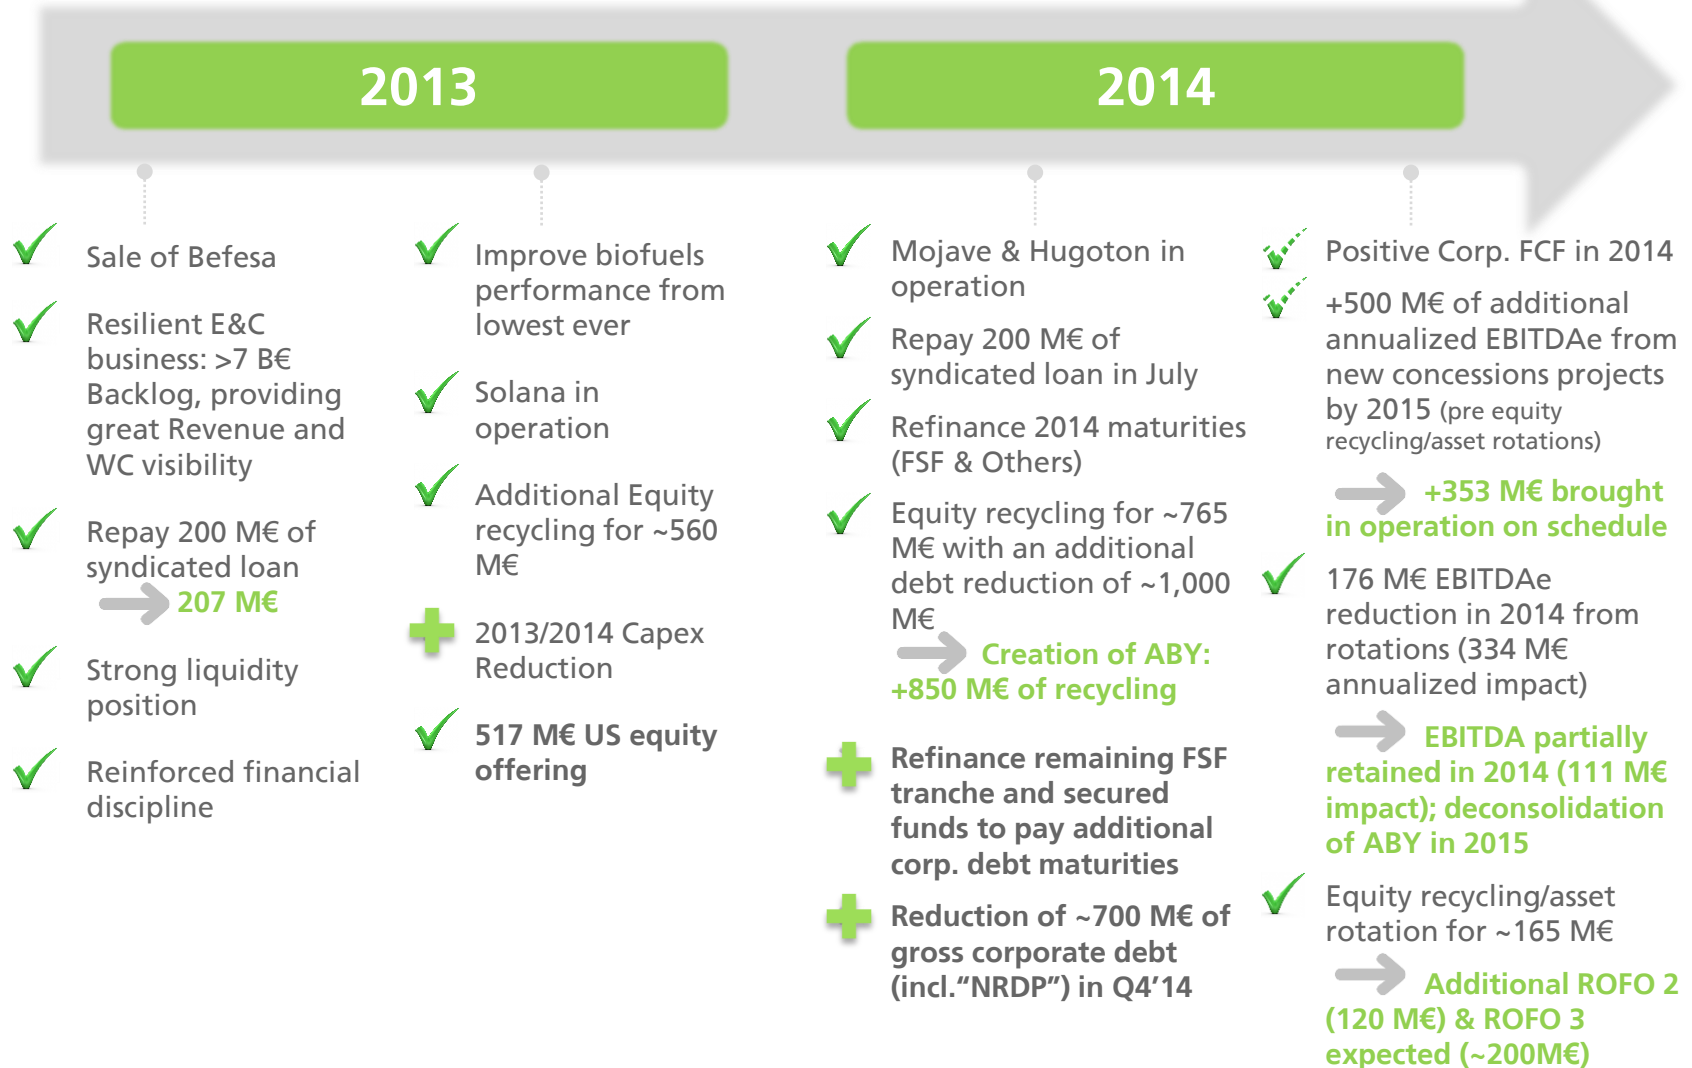 2013
2014
Sale of Befesa
Resilient E&C
business: >7 B€
Backlog, providing
great Revenue and
WC visibility
Repay 200 M€ of
syndicated loan
207 M€
Strong liquidity
position
Reinforced financial
discipline
Improve biofuels
performance from
lowest ever
Solana in
operation
Additional Equity
recycling for ~560
M€
2013/2014 Capex
Reduction
517 M€ US equity
offering
Mojave & Hugoton in
operation
Repay 200 M€ of
syndicated loan in July
Refinance 2014 maturities
(FSF & Others)
Equity recycling for ~765
M€ with an additional
debt reduction of ~1,000
M€
Creation of ABY:
+850 M€ of recycling
Refinance remaining FSF
tranche and secured
funds to pay additional
corp. debt maturities
Reduction of ~700 M€ of
gross corporate debt
(incl.“NRDP”) in Q4’14
Positive Corp. FCF in 2014
+500 M€ of additional
annualized EBITDAe from
new concessions projects
by 2015 (pre equity
recycling/asset rotations)
+353 M€ brought
in operation on schedule
176 M€ EBITDAe
reduction in 2014 from
rotations (334 M€
annualized impact)
EBITDA partially
retained in 2014 (111 M€
impact); deconsolidation
of ABY in 2015
Equity recycling/asset
rotation for ~165 M€
Additional ROFO 2
(120 M€) & ROFO 3
expected (~200M€)